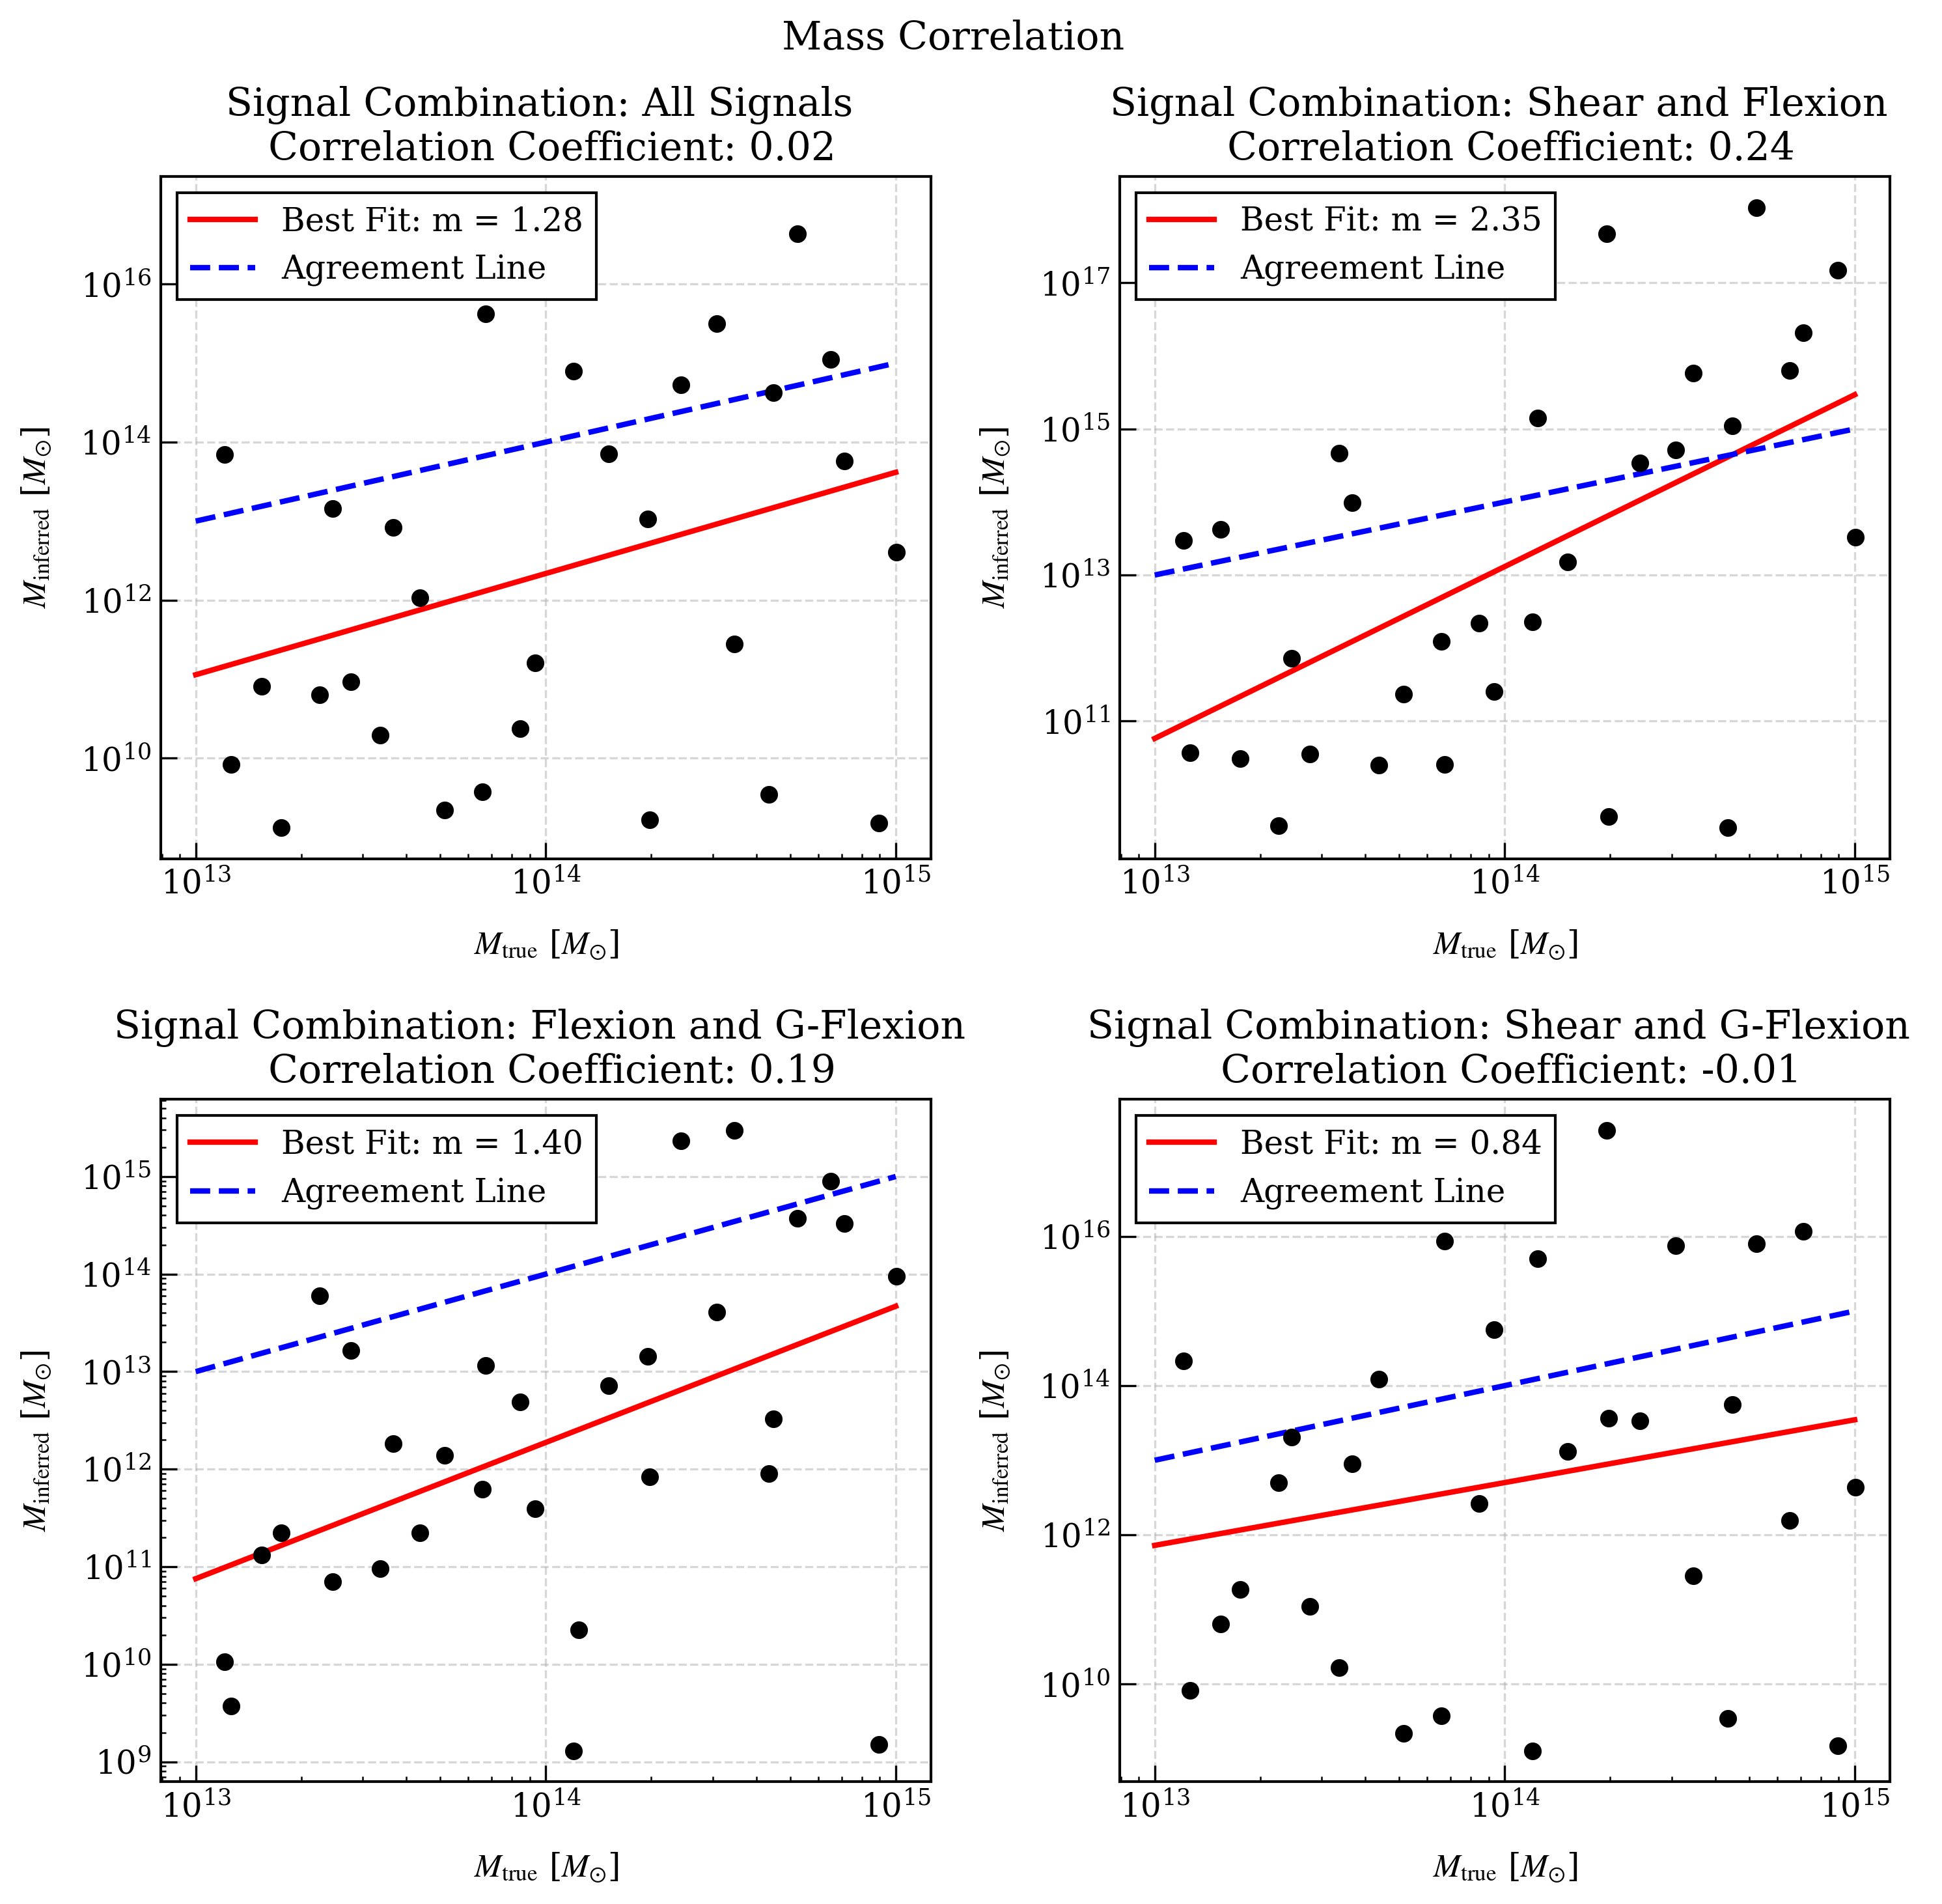 Mass Correlation
Signal Combination: All Signals
Correlation Coefficient: 0.02
Best Fit: m = 1.28
Agreement Line
10^16
10^14
10^12
10^10
M_inferred [M_⊙]
10^13 10^14 10^15
M_true [M_⊙]
Signal Combination: Shear and Flexion
Correlation Coefficient: 0.24
Best Fit: m = 2.35
Agreement Line
10^17
10^15
10^13
10^11
M_inferred [M_⊙]
10^13 10^14 10^15
M_true [M_⊙]
Signal Combination: Flexion and G-Flexion
Correlation Coefficient: 0.19
Best Fit: m = 1.40
Agreement Line
10^15
10^14
10^13
10^12
10^11
10^10
10^9
M_inferred [M_⊙]
10^13 10^14 10^15
M_true [M_⊙]
Signal Combination: Shear and G-Flexion
Correlation Coefficient: -0.01
Best Fit: m = 0.84
Agreement Line
10^16
10^14
10^12
10^10
M_inferred [M_⊙]
10^13 10^14 10^15
M_true [M_⊙]